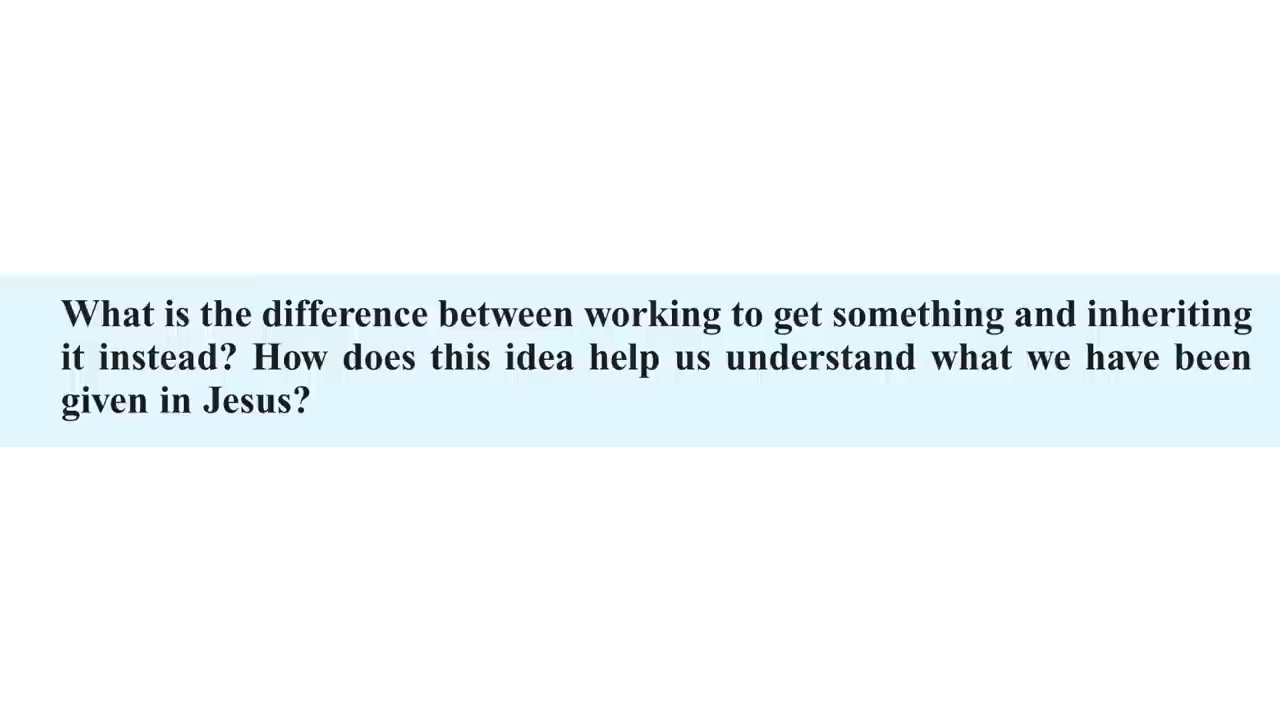 What is the difference between working to get something and inheriting
it instead? How does this idea help us understand what we have been
given in Jesus?